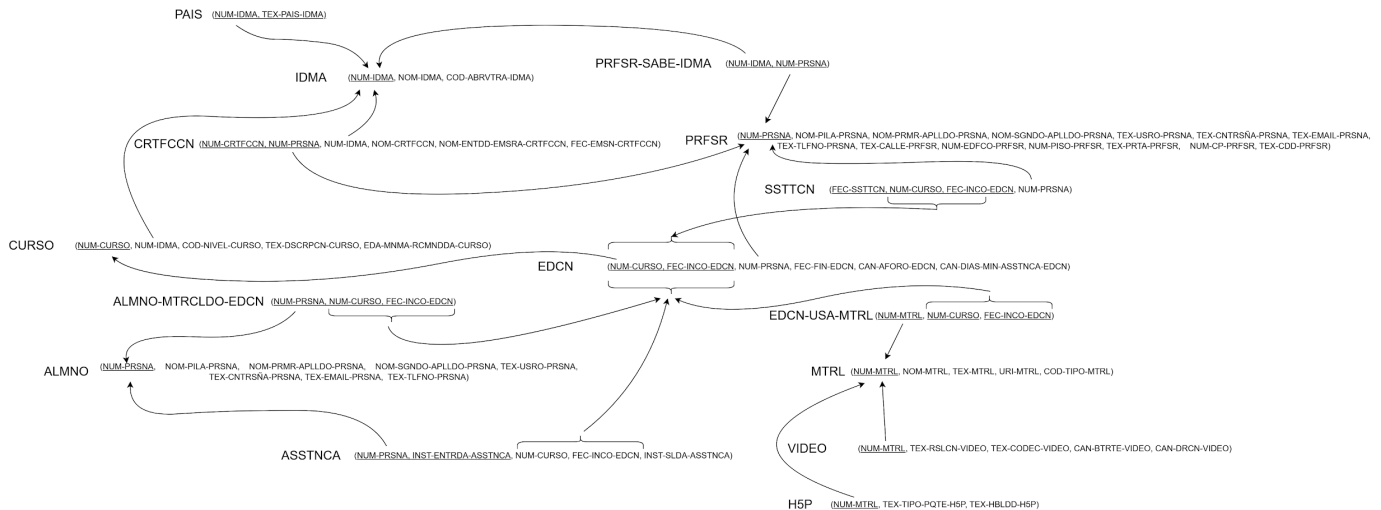 PAIS (NUM-IDMA, TEX-PAIS-IDMA)
IDMA (NUM-IDMA, NOM-IDMA, COD-ABRVTRA-IDMA)
PRFSR-SABE-IDMA (NUM-IDMA, NUM-PRSNA)
CRTFCCN (NUM-CRTFCCN, NUM-PRSNA, NUM-IDMA, NOM-CRTFCCN, NOM-ENTDD-EMSRA-CRTFCCN, FEC-EMSN-CRTFCCN)
PRFSR (NUM-PRSNA, NOM-PILA-PRSNA, NOM-PRMR-APLLDO-PRSNA, NOM-SGNDO-APLLDO-PRSNA, TEX-USRO-PRSNA, TEX-CNTRSÑA-PRSNA, TEX-EMAIL-PRSNA,
TEX-TLFNO-PRSNA, TEX-CALLE-PRFSR, NUM-EDFCO-PRFSR, NUM-PISO-PRFSR, TEX-PRTA-PRFSR, NUM-CP-PRFSR, TEX-CDD-PRFSR)
SSTTCN (FEC-SSTTCN, NUM-CURSO, FEC-INCO-EDCN, NUM-PRSNA)
CURSO (NUM-CURSO, NUM-IDMA, COD-NIVEL-CURSO, TEX-DSCRPCN-CURSO, EDA-MNMA-RCMNDDA-CURSO)
EDCN (NUM-CURSO, FEC-INCO-EDCN, NUM-PRSNA, FEC-FIN-EDCN, CAN-AFORO-EDCN, CAN-DIAS-MIN-ASSTNCA-EDCN)
ALMNO-MTRCLDO-EDCN (NUM-PRSNA, NUM-CURSO, FEC-INCO-EDCN)
EDCN-USA-MTRL (NUM-MTRL, NUM-CURSO, FEC-INCO-EDCN)
ALMNO (NUM-PRSNA, NOM-PILA-PRSNA, NOM-PRMR-APLLDO-PRSNA, NOM-SGNDO-APLLDO-PRSNA, TEX-USRO-PRSNA,
TEX-CNTRSÑA-PRSNA, TEX-EMAIL-PRSNA, TEX-TLFNO-PRSNA)
MTRL (NUM-MTRL, NOM-MTRL, TEX-MTRL, URI-MTRL, COD-TIPO-MTRL)
ASSTNCA (NUM-PRSNA, INST-ENTRDA-ASSTNCA, NUM-CURSO, FEC-INCO-EDCN, INST-SLDA-ASSTNCA)
VIDEO (NUM-MTRL, TEX-RSLCN-VIDEO, TEX-CODEC-VIDEO, CAN-BTRTE-VIDEO, CAN-DRCN-VIDEO)
H5P (NUM-MTRL, TEX-TIPO-PQTE-H5P, TEX-HBLDD-H5P)